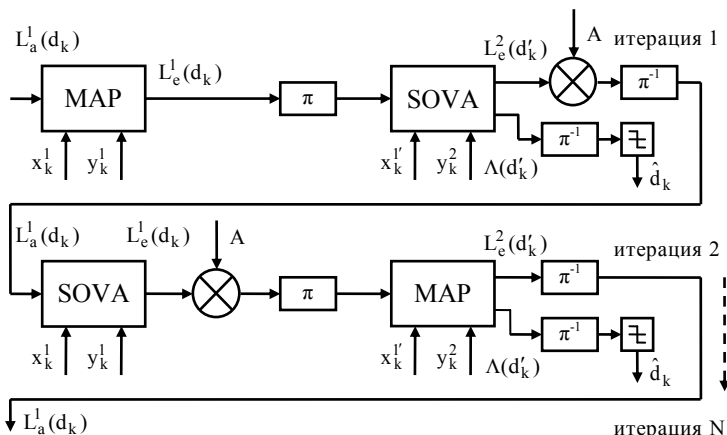 L¹ₐ(dₖ)
MAP
L¹ₑ(dₖ)
π
SOVA
L²ₑ(d′ₖ)
A
итерация 1
π⁻¹
x¹ₖ
y¹ₖ
x¹′ₖ
y²ₖ
Λ(d′ₖ)
π⁻¹
d̂ₖ
L¹ₐ(dₖ)
SOVA
L¹ₑ(dₖ)
A
π
MAP
L²ₑ(d′ₖ)
π⁻¹
итерация 2
x¹ₖ
y¹ₖ
x¹′ₖ
y²ₖ
Λ(d′ₖ)
π⁻¹
d̂ₖ
L¹ₐ(dₖ)
итерация N